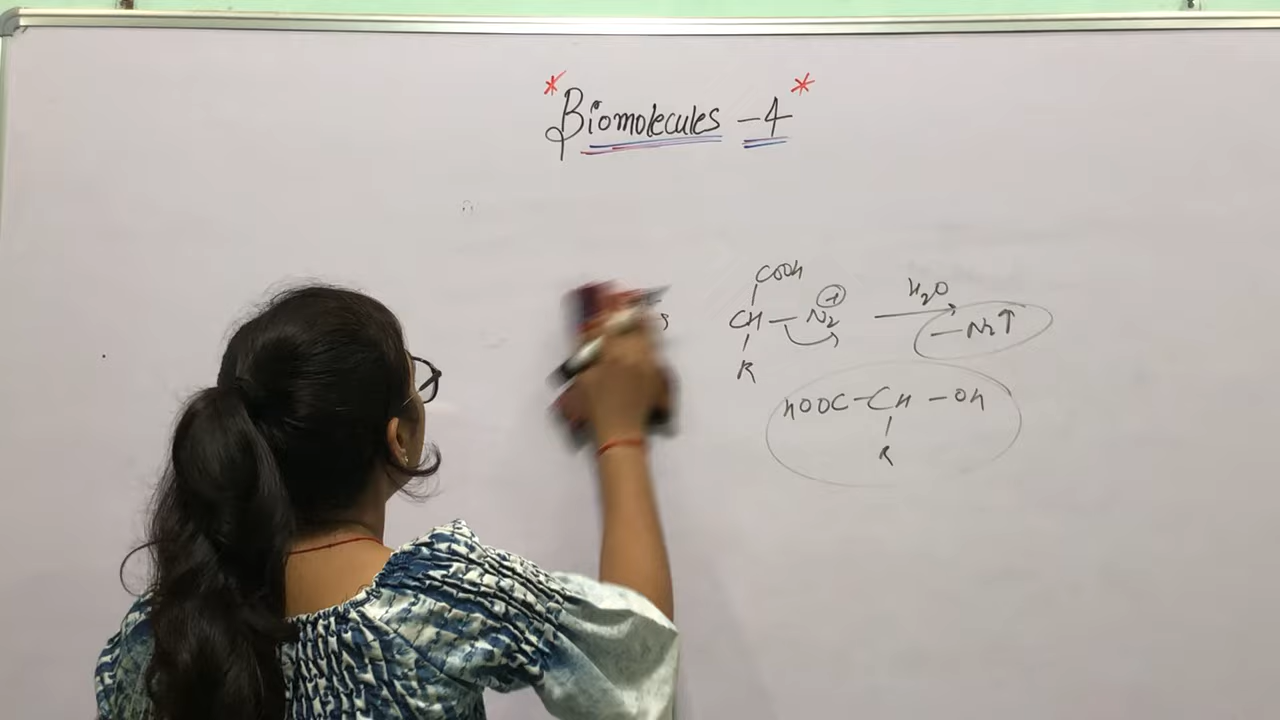 * Biomolecules - 4 *
COOH
CH — N2 ⊕ H2O →
R — N2↑
HOOC — CH — OH
R